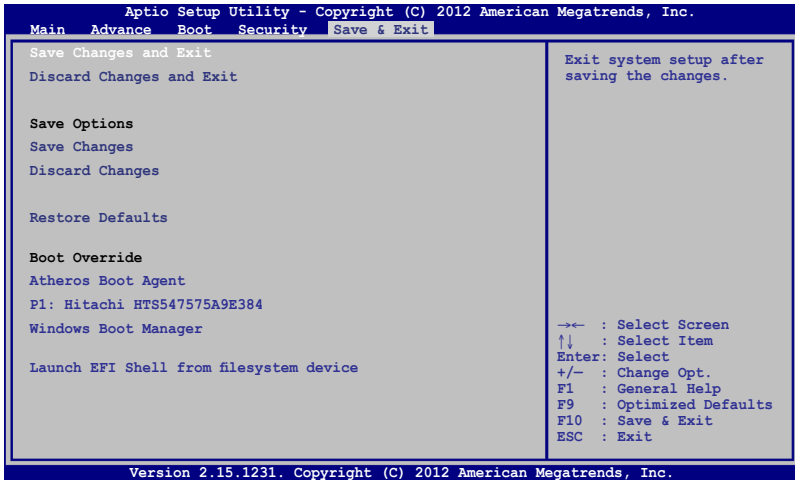 Aptio Setup Utility - Copyright (C) 2012 American Megatrends, Inc.
Main Advance Boot Security Save & Exit
Save Changes and Exit
Discard Changes and Exit
Save Options
Save Changes
Discard Changes
Restore Defaults
Boot Override
Atheros Boot Agent
P1: Hitachi HTS547575A9E384
Windows Boot Manager
Launch EFI Shell from filesystem device
Exit system setup after
saving the changes.
→← : Select Screen
↑↓ : Select Item
Enter: Select
+/— : Change Opt.
F1 : General Help
F9 : Optimized Defaults
F10 : Save & Exit
ESC : Exit
Version 2.15.1231. Copyright (C) 2012 American Megatrends, Inc.